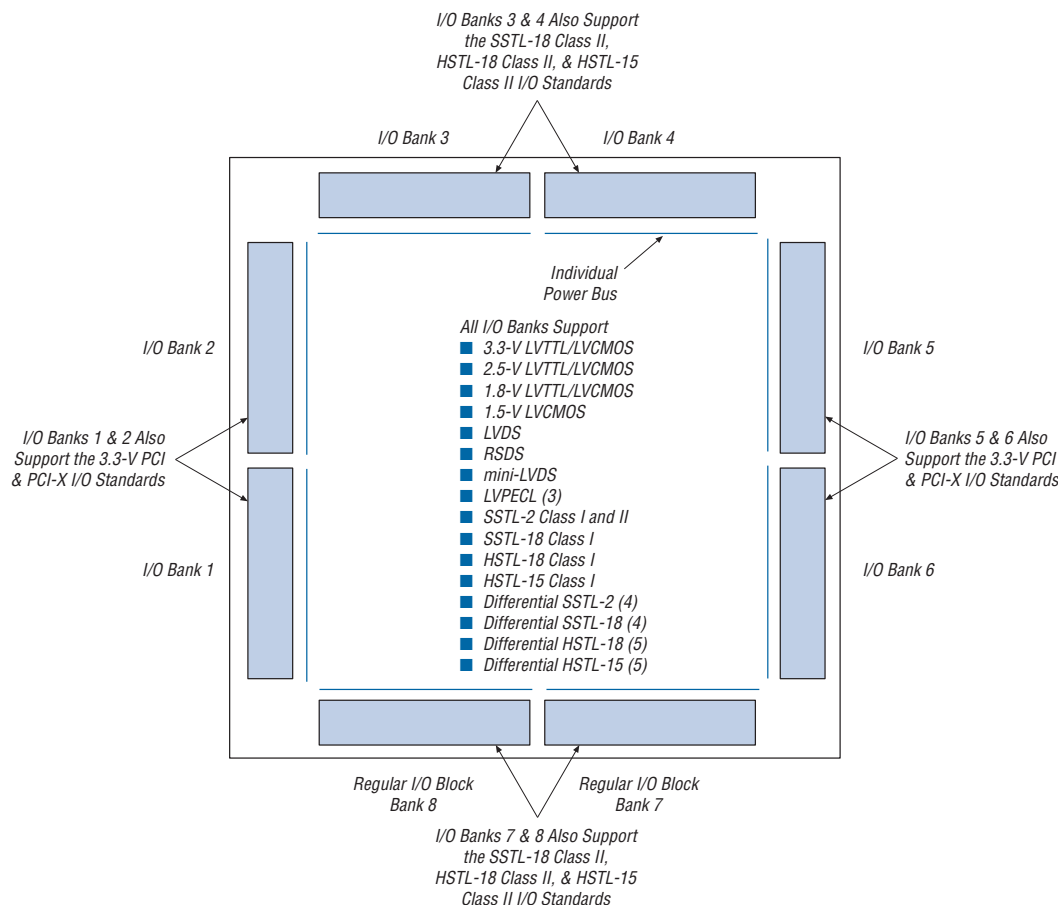 I/O Banks 3 & 4 Also Support
the SSTL-18 Class II,
HSTL-18 Class II, & HSTL-15
Class II I/O Standards
I/O Bank 3
I/O Bank 4
Individual
Power Bus
All I/O Banks Support
3.3-V LVTTL/LVCMOS
2.5-V LVTTL/LVCMOS
1.8-V LVTTL/LVCMOS
1.5-V LVCMOS
LVDS
RSDS
mini-LVDS
LVPECL (3)
SSTL-2 Class I and II
SSTL-18 Class I
HSTL-18 Class I
HSTL-15 Class I
Differential SSTL-2 (4)
Differential SSTL-18 (4)
Differential HSTL-18 (5)
Differential HSTL-15 (5)
I/O Bank 2
I/O Banks 1 & 2 Also
Support the 3.3-V PCI
& PCI-X I/O Standards
I/O Bank 1
I/O Bank 5
I/O Banks 5 & 6 Also
Support the 3.3-V PCI
& PCI-X I/O Standards
I/O Bank 6
Regular I/O Block
Bank 8
Regular I/O Block
Bank 7
I/O Banks 7 & 8 Also Support
the SSTL-18 Class II,
HSTL-18 Class II, & HSTL-15
Class II I/O Standards